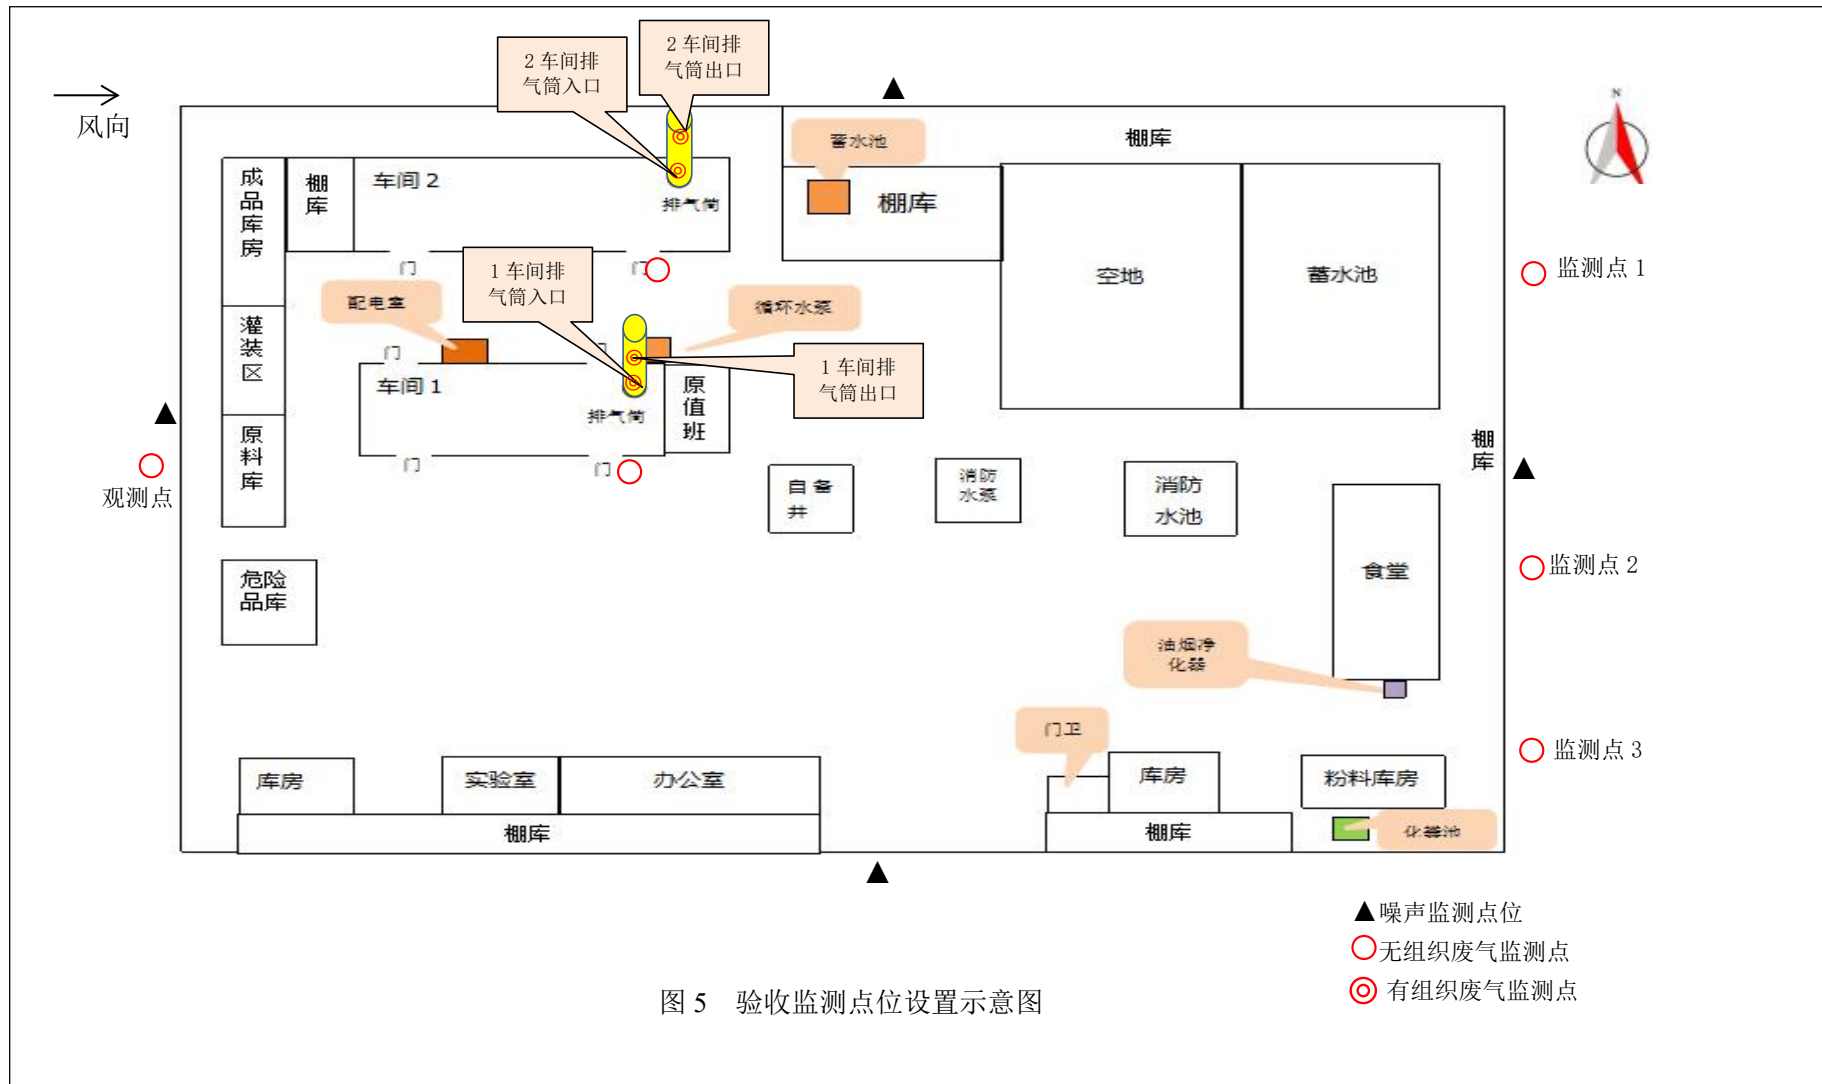 2 车间排
气筒出口
2 车间排
气筒入口
风向
N
棚库
蓄水池
成品库房
棚库
车间 2
排气筒
棚库
空地
蓄水池
监测点 1
门
门
1 车间排
气筒入口
配电室
循环水泵
灌装区
门
门
1 车间排
气筒出口
车间 1
排气筒
原值班
原料库
观测点
门
门
棚库
自备
井
消防
水泵
消防
水池
危险
品库
食堂
监测点 2
油烟净
化器
门卫
监测点 3
库房
实验室
办公室
棚库
库房
粉料库房
棚库
化粪池
▲噪声监测点位
无组织废气监测点
有组织废气监测点
图 5 验收监测点位设置示意图